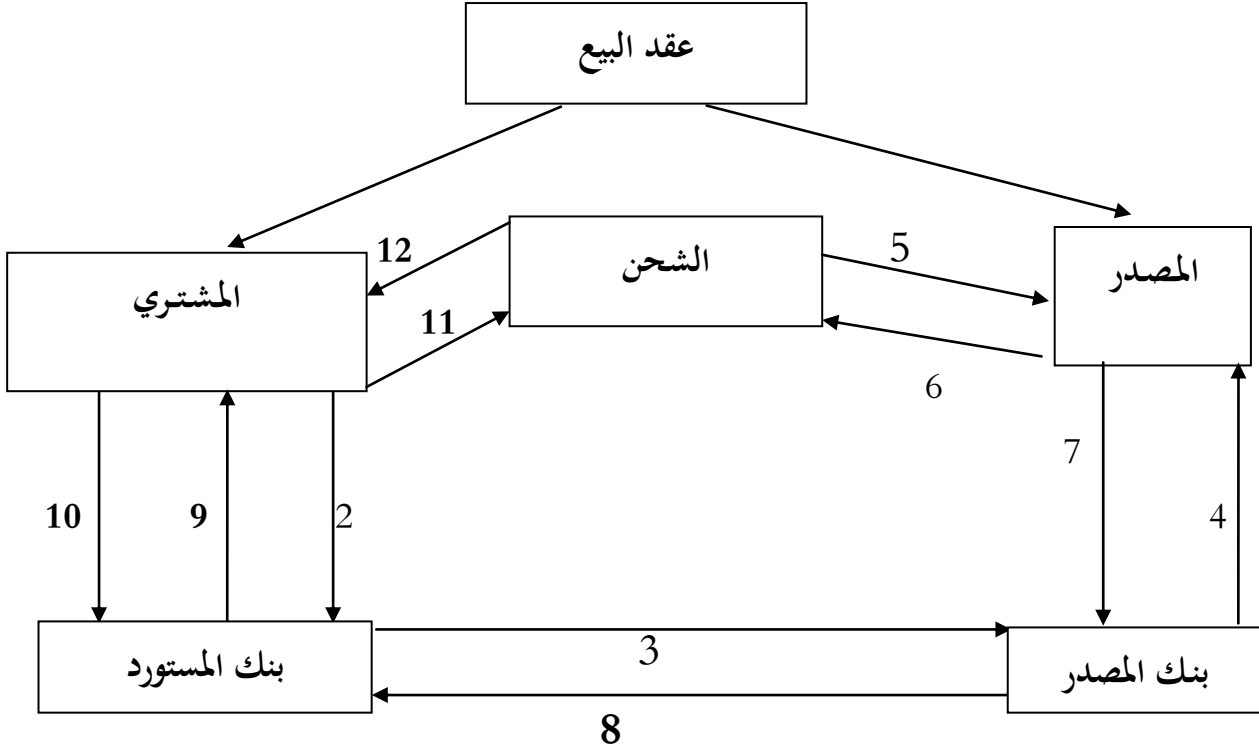 عقد البيع
الشحن
المصدر
المشتري
12
5
11
6
7
4
10
9
2
بنك المستورد
بنك المصدر
3
8